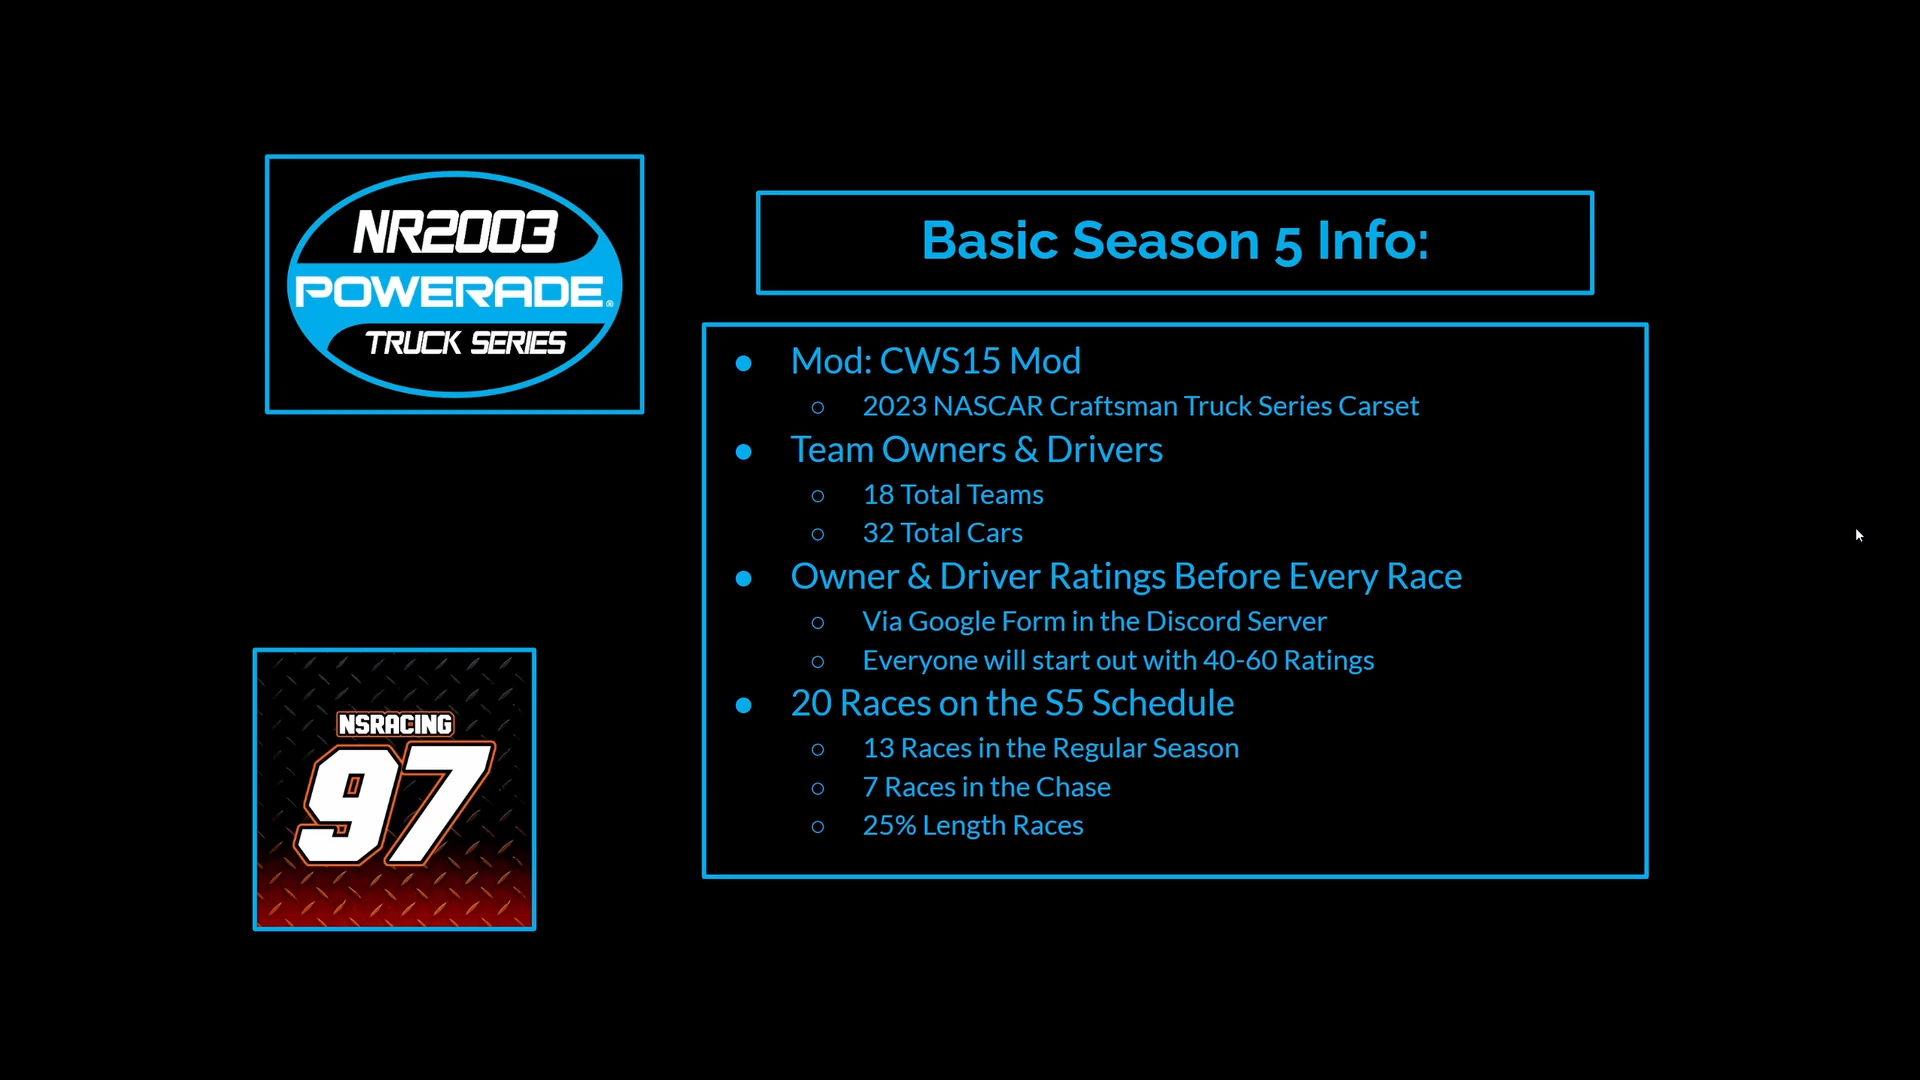 NR2003
POWERADE®
TRUCK SERIES
Basic Season 5 Info:
● Mod: CWS15 Mod
○ 2023 NASCAR Craftsman Truck Series Carset
● Team Owners & Drivers
○ 18 Total Teams
○ 32 Total Cars
● Owner & Driver Ratings Before Every Race
○ Via Google Form in the Discord Server
○ Everyone will start out with 40-60 Ratings
● 20 Races on the S5 Schedule
○ 13 Races in the Regular Season
○ 7 Races in the Chase
○ 25% Length Races
NSRACING
97